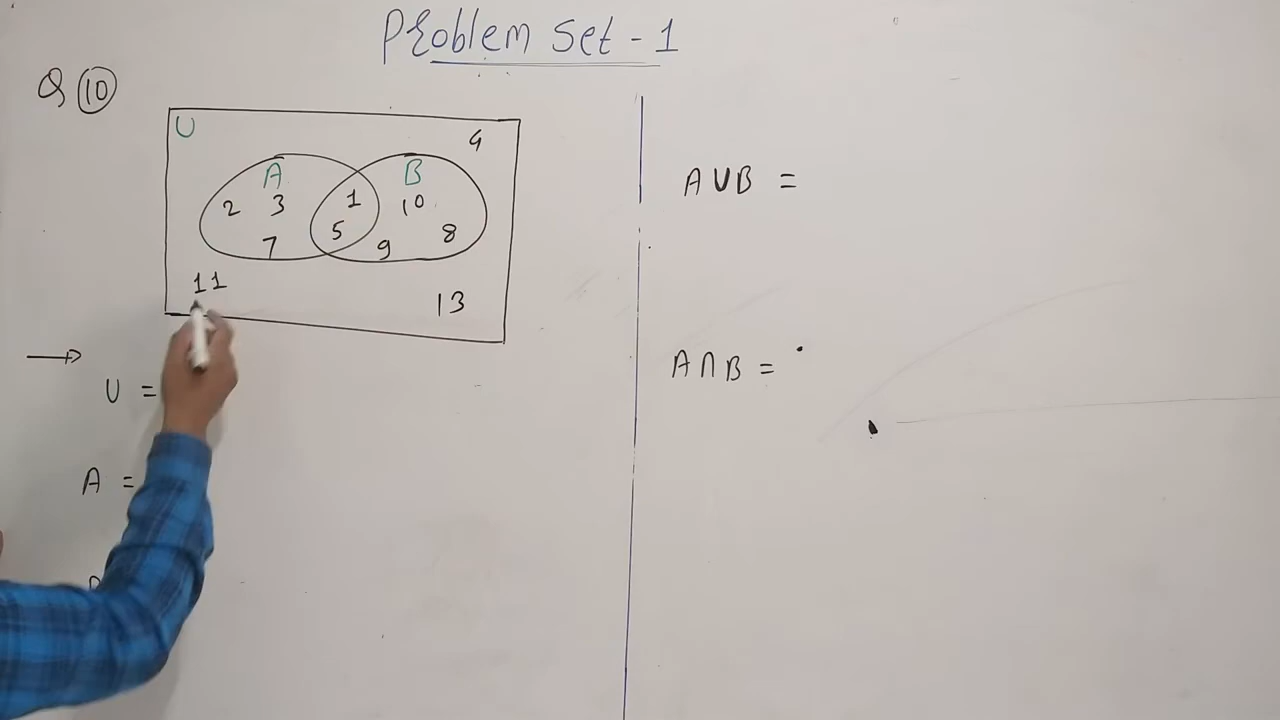 Problem Set - 1
Q 10
U
4
A B
2 3 1 10
7 5 9 8
11
13
U =
A =
A∪B =
A∩B =